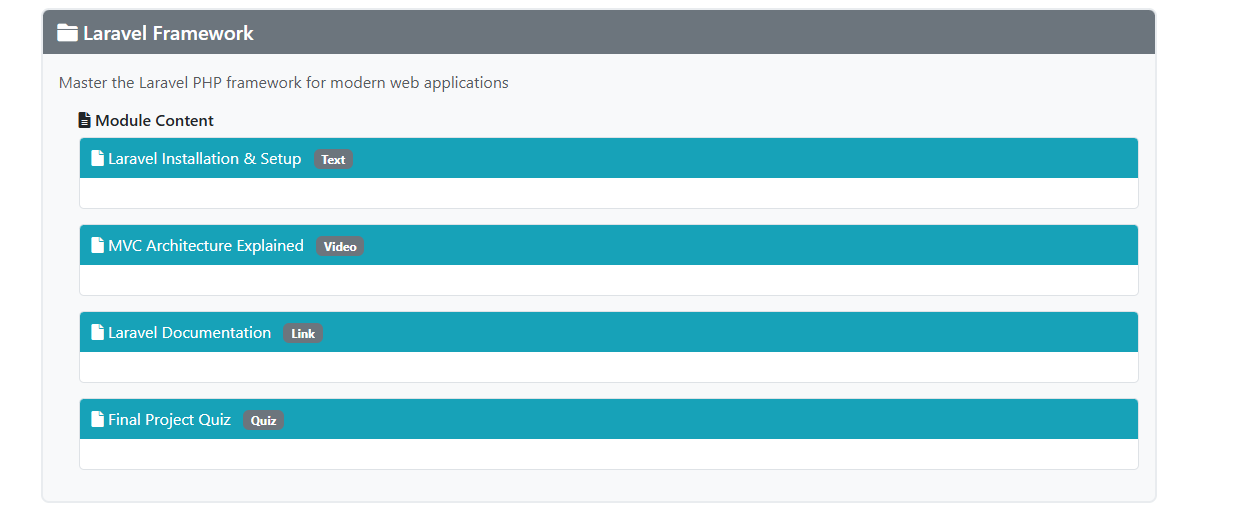 Laravel Framework
Master the Laravel PHP framework for modern web applications
Module Content
Laravel Installation & Setup Text
MVC Architecture Explained Video
Laravel Documentation Link
Final Project Quiz Quiz